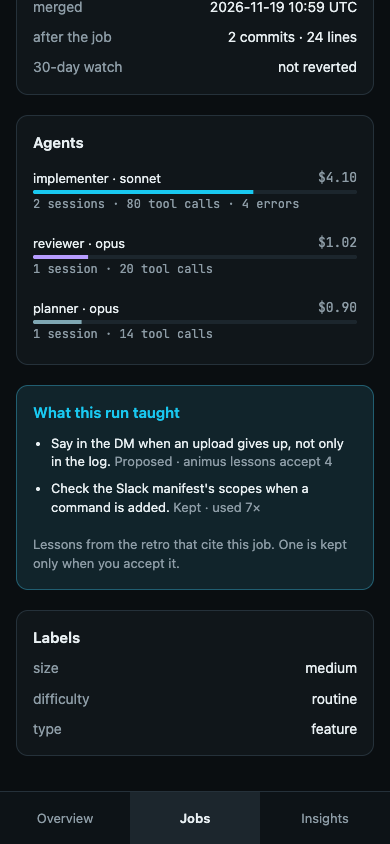 merged 2026-11-19 10:59 UTC
after the job 2 commits · 24 lines
30-day watch not reverted
Agents
implementer · sonnet $4.10
2 sessions · 80 tool calls · 4 errors
reviewer · opus $1.02
1 session · 20 tool calls
planner · opus $0.90
1 session · 14 tool calls
What this run taught
• Say in the DM when an upload gives up, not only
in the log. Proposed · animus lessons accept 4
• Check the Slack manifest's scopes when a
command is added. Kept · used 7×
Lessons from the retro that cite this job. One is kept
only when you accept it.
Labels
size medium
difficulty routine
type feature
Overview Jobs Insights